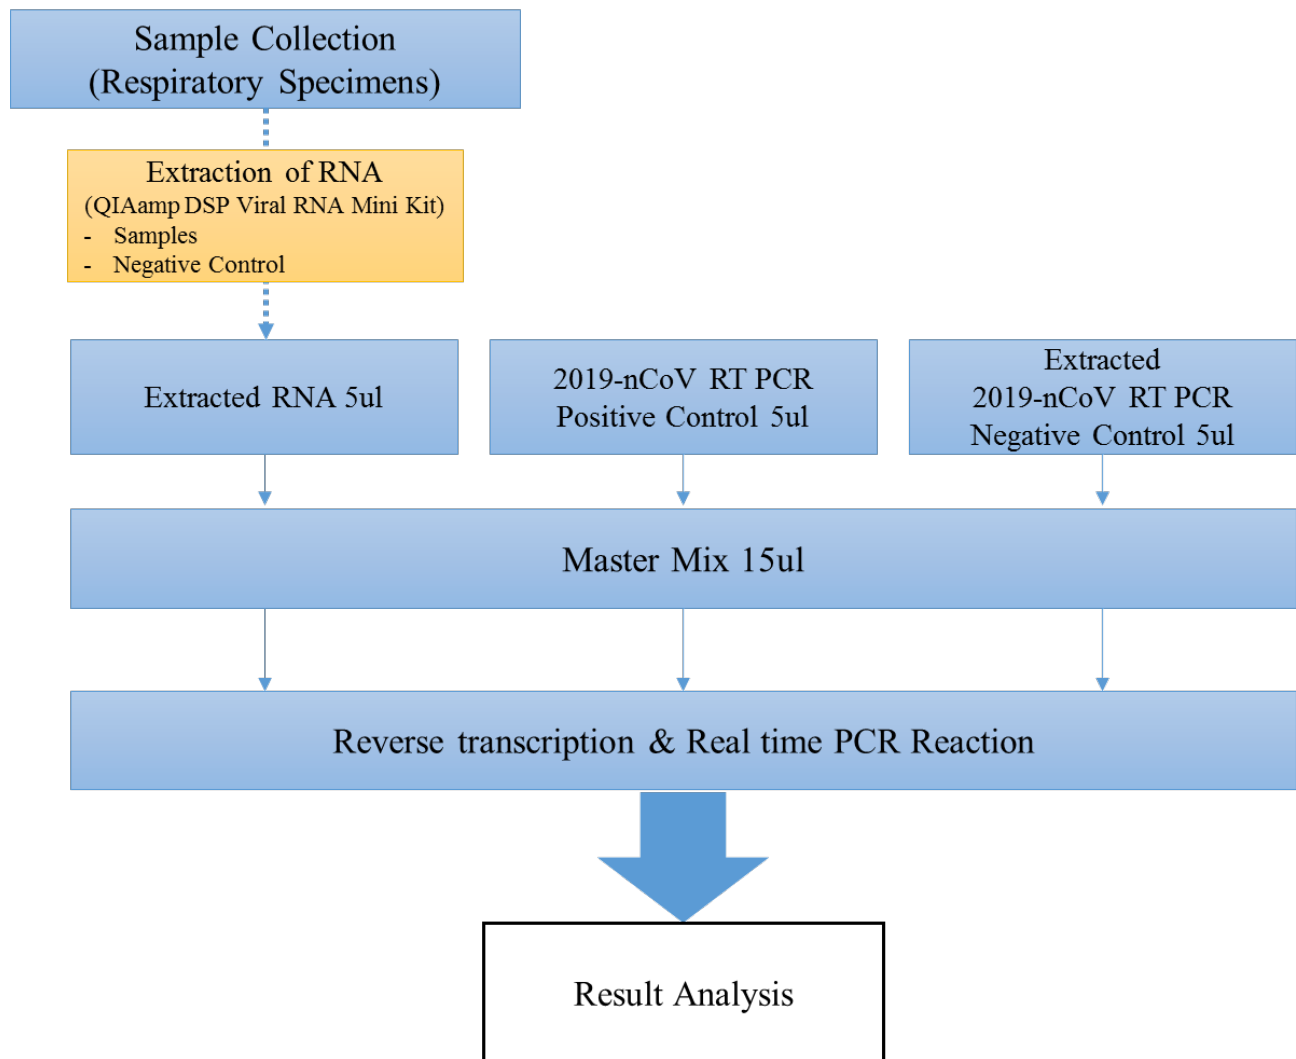 Sample Collection
(Respiratory Specimens)
Extraction of RNA
(QIAamp DSP Viral RNA Mini Kit)
- Samples
- Negative Control
Extracted RNA 5ul
2019-nCoV RT PCR
Positive Control 5ul
Extracted
2019-nCoV RT PCR
Negative Control 5ul
Master Mix 15ul
Reverse transcription & Real time PCR Reaction
Result Analysis